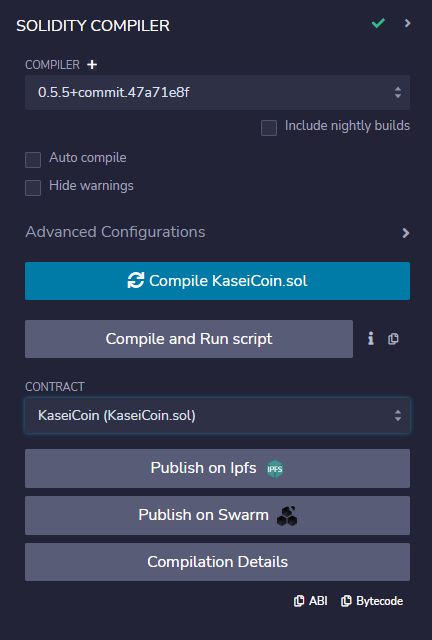 SOLIDITY COMPILER
COMPILER
0.5.5+commit.47a71e8f
Include nightly builds
Auto compile
Hide warnings
Advanced Configurations
Compile KaseiCoin.sol
Compile and Run script
CONTRACT
KaseiCoin (KaseiCoin.sol)
Publish on Ipfs IPFS
Publish on Swarm
Compilation Details
ABI Bytecode